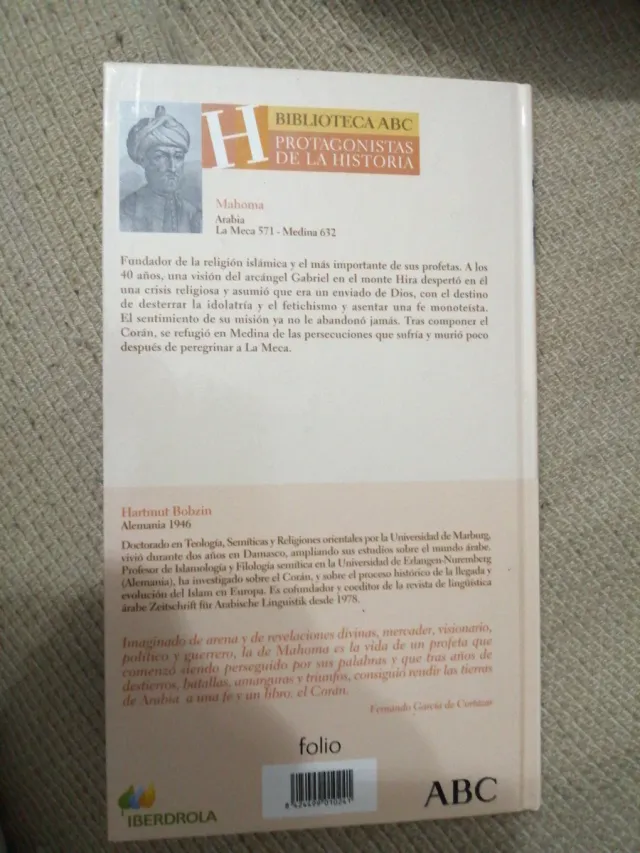 H
BIBLIOTECA ABC
PROTAGONISTAS
DE LA HISTORIA
Mahoma
Arabia
La Meca 571 - Medina 632
Fundador de la religión islámica y el más importante de sus profetas. A los
40 años, una visión del arcángel Gabriel en el monte Hira despertó en él
una crisis religiosa y asumió que era un enviado de Dios, con el destino
de desterrar la idolatría y el fetichismo y asentar una fe monoteísta.
El sentimiento de su misión ya no le abandonó jamás. Tras componer el
Corán, se refugió en Medina de las persecuciones que sufría y murió poco
después de peregrinar a La Meca.
Hartmut Bobzin
Alemania 1946
Doctorado en Teología, Semíticas y Religiones orientales por la Universidad de Marburg,
vivió durante dos años en Damasco, ampliando sus estudios sobre el mundo árabe.
Profesor de Islamología y Filología semítica en la Universidad de Erlangen-Nuremberg
(Alemania), ha investigado sobre el Corán, y sobre el proceso histórico de la llegada y
evolución del Islam en Europa. Es cofundador y coeditor de la revista de lingüística
árabe Zeitschrift für Arabische Linguistik desde 1978.
Imaginado de arena y de revelaciones divinas, mercader, visionario,
político y guerrero, la de Mahoma es la vida de un profeta que
comenzó siendo perseguido por sus palabras y que tras años de
destierros, batallas, amarguras y triunfos, consiguió rendir las tierras
de Arabia a una fe y un libro: el Corán.
Fernando García de Cortázar
folio
8 424499 010241
IBERDROLA
ABC